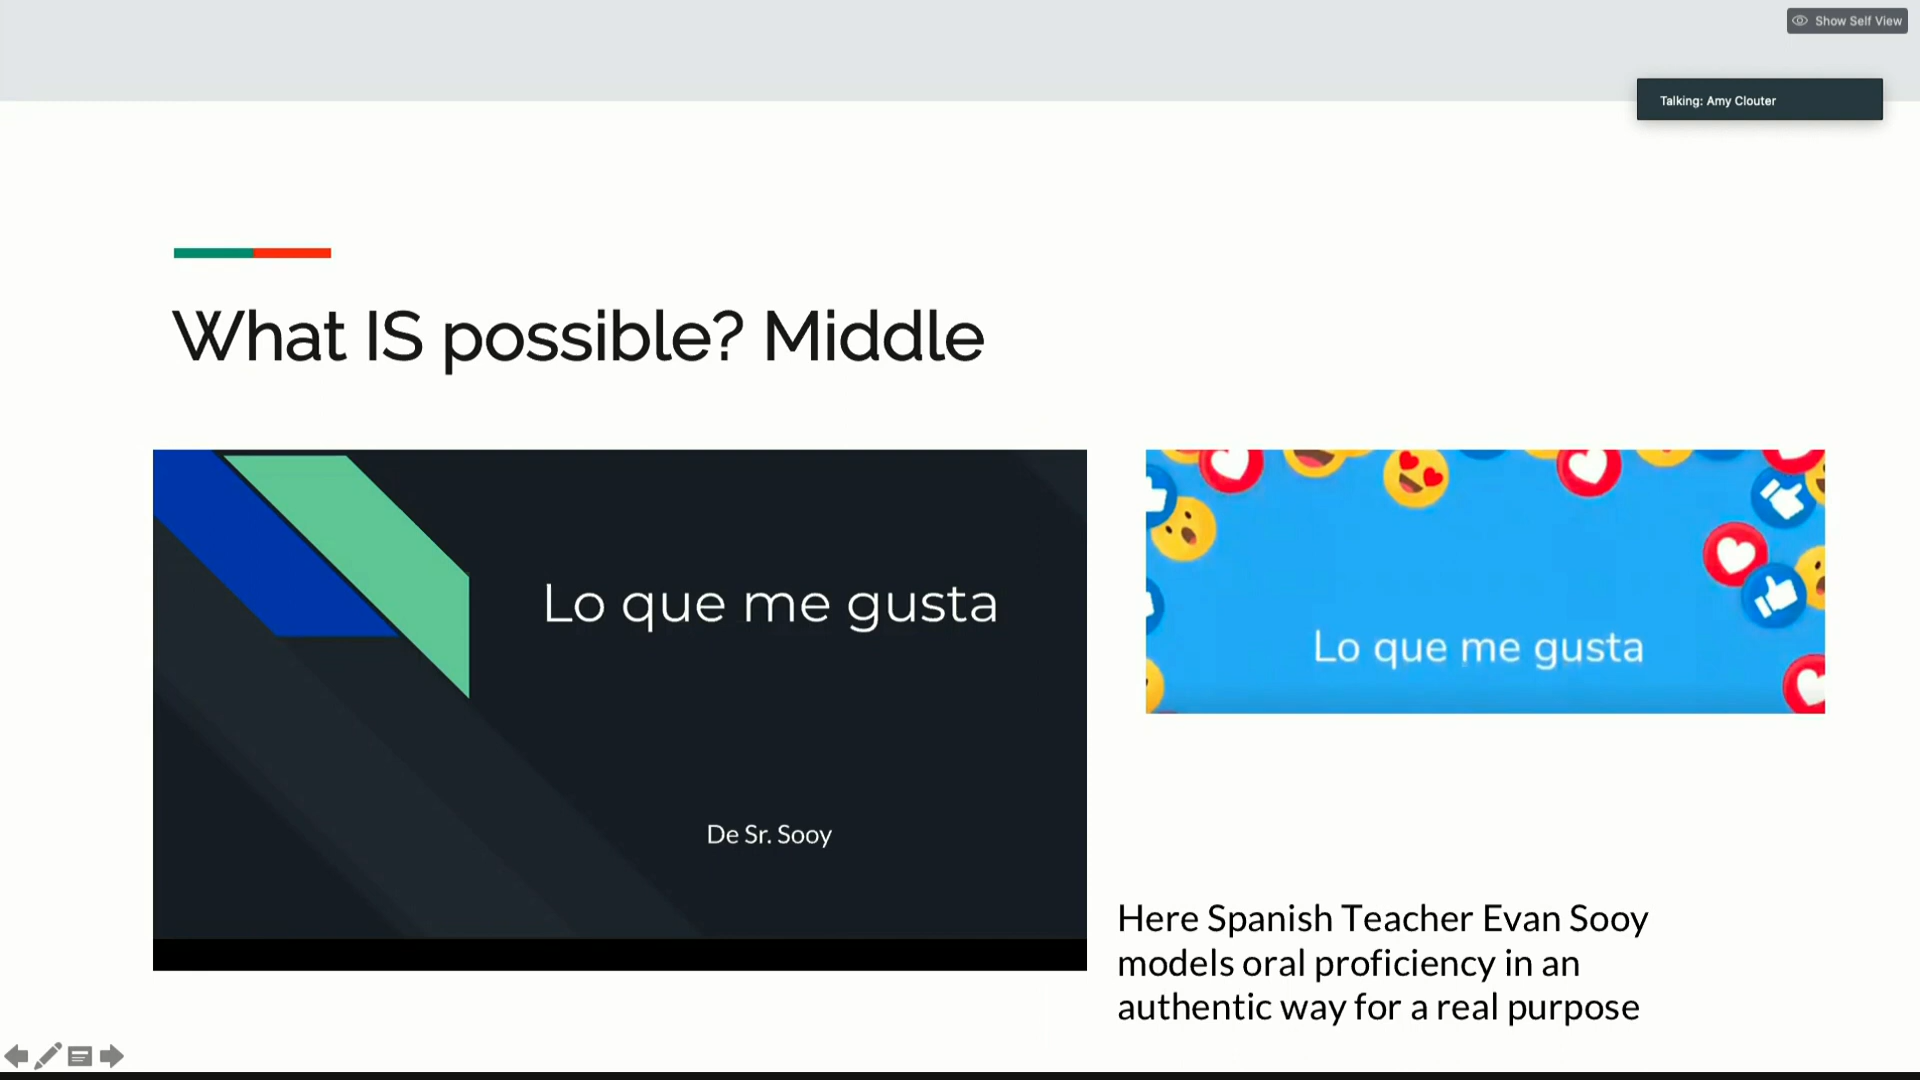 Show Self View
Talking: Amy Clouter
What IS possible? Middle
Lo que me gusta
De Sr. Sooy
Lo que me gusta
Here Spanish Teacher Evan Sooy
models oral proficiency in an
authentic way for a real purpose